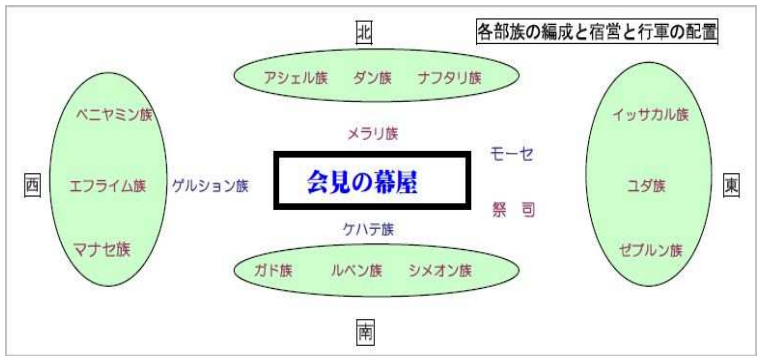 北
各部族の編成と宿営と行軍の配置
アシェル族 ダン族 ナフタリ族
ベニヤミン族
イッサカル族
メラリ族
モーセ
西
エフライム族
ゲルション族
会見の幕屋
ユダ族
東
祭 司
ケハテ族
マナセ族
ゼブルン族
ガド族 ルベン族 シメオン族
南